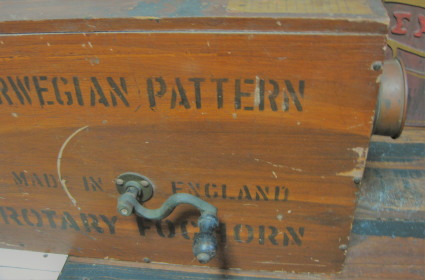 RWEGIAN PATTERN
MADE IN ENGLAND
ROTARY FOGHORN